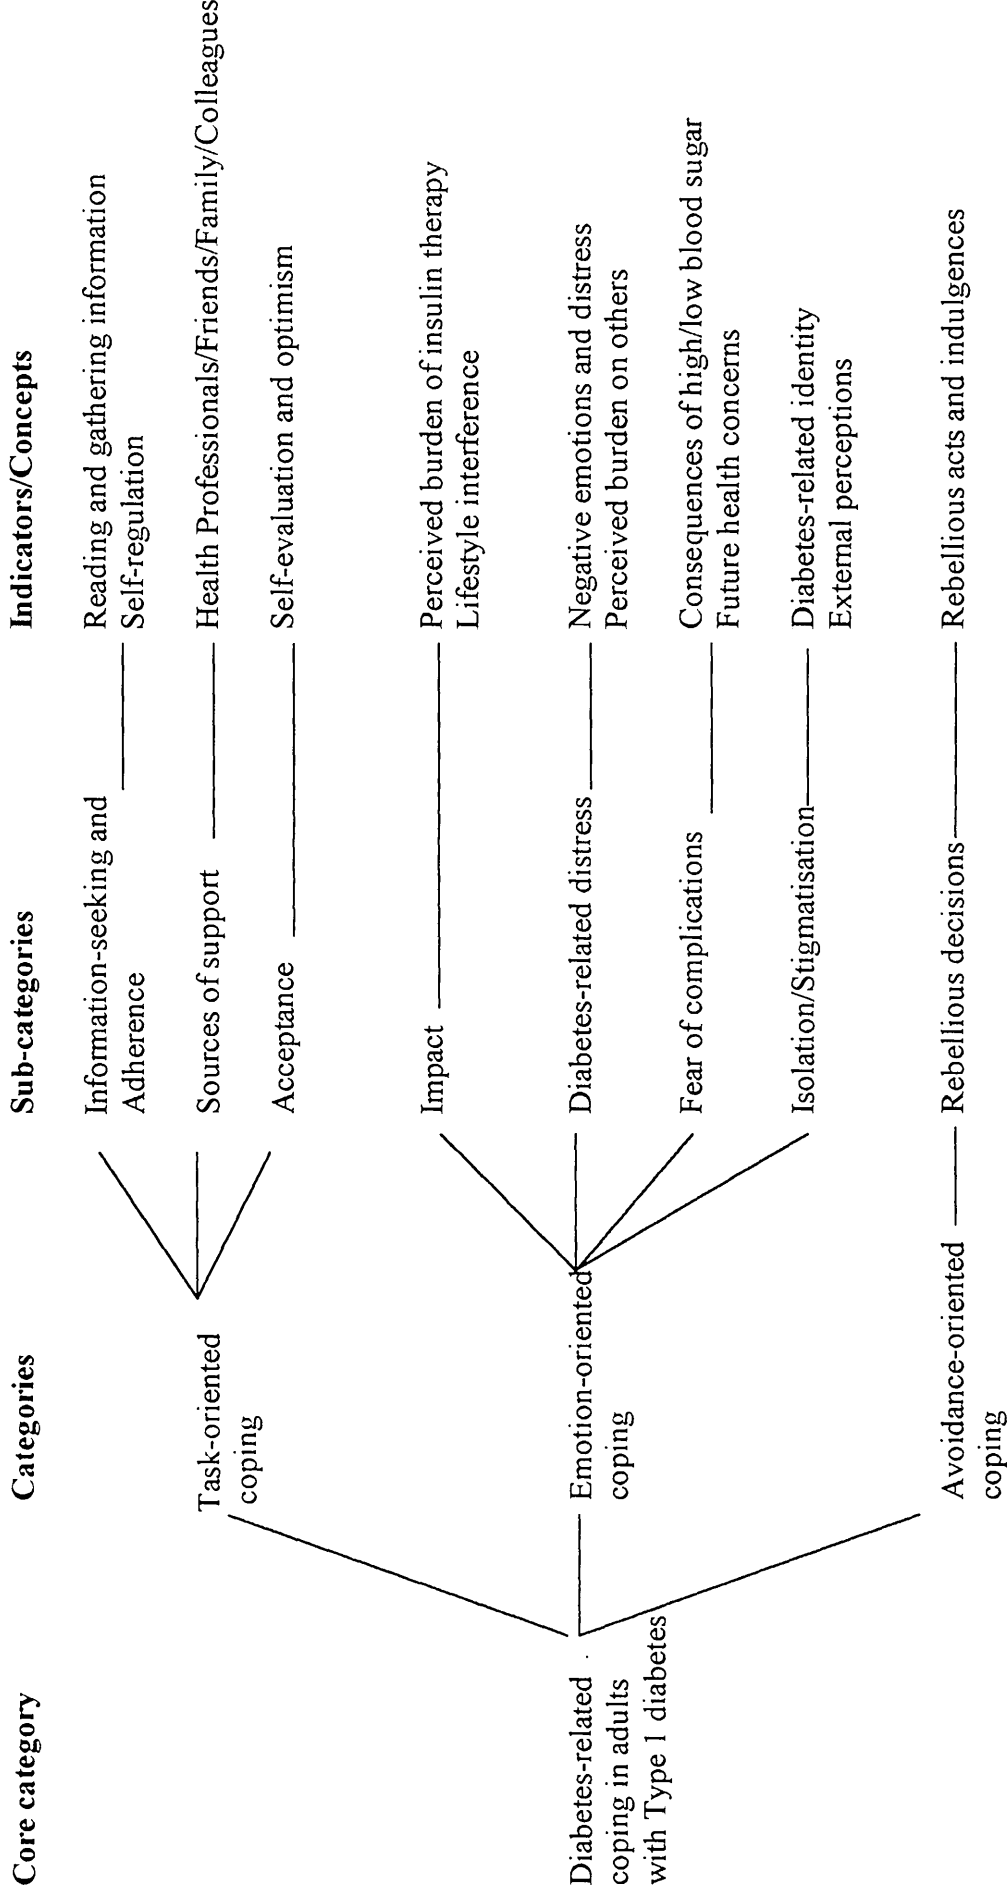 Core category
Categories
Sub-categories
Indicators/Concepts
Diabetes-related
coping in adults
with Type 1 diabetes
Task-oriented
coping
Information-seeking and
Adherence
Reading and gathering information
Self-regulation
Sources of support
Health Professionals/Friends/Family/Colleagues
Acceptance
Self-evaluation and optimism
Emotion-oriented
coping
Impact
Perceived burden of insulin therapy
Lifestyle interference
Diabetes-related distress
Negative emotions and distress
Perceived burden on others
Fear of complications
Consequences of high/low blood sugar
Future health concerns
Isolation/Stigmatisation
Diabetes-related identity
External perceptions
Avoidance-oriented
coping
Rebellious decisions
Rebellious acts and indulgences